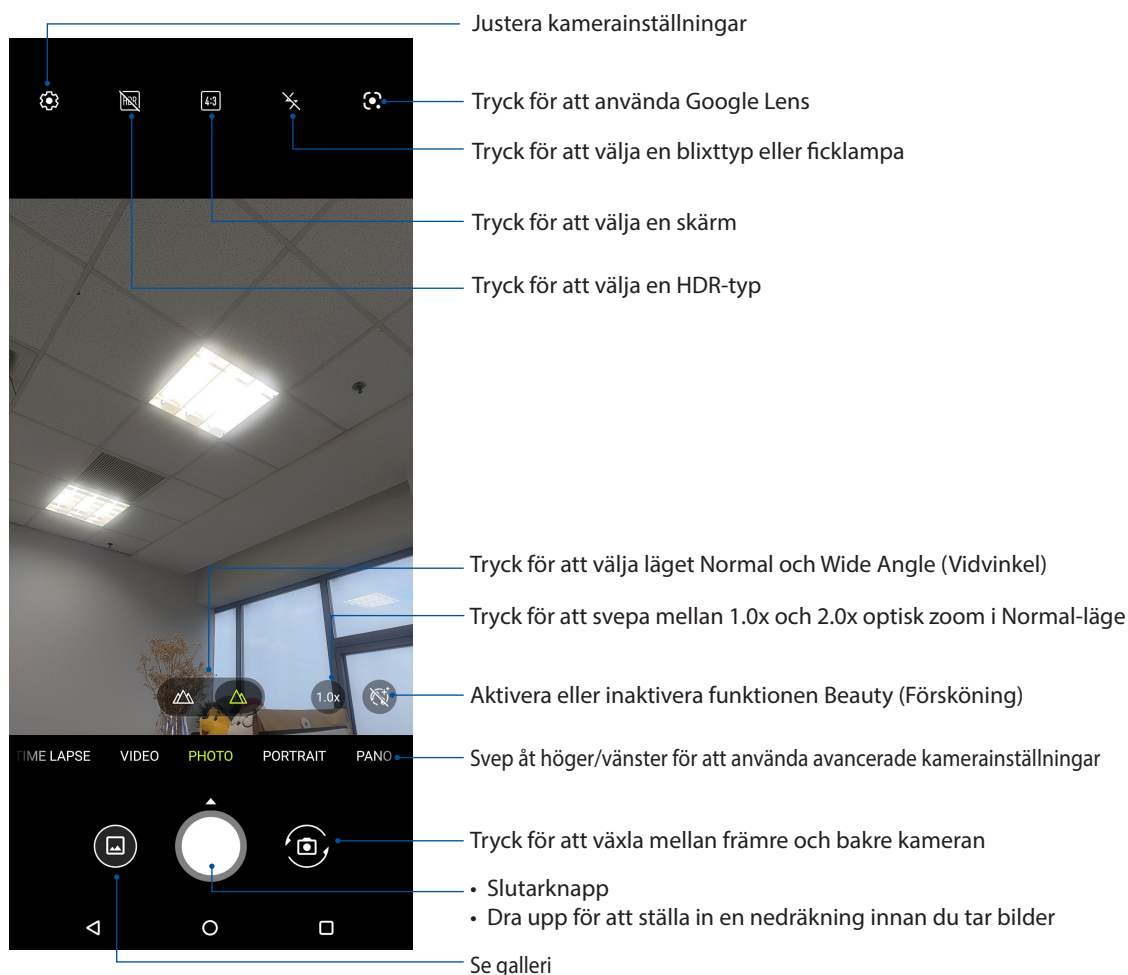 Justera kamerainställningar
HDR
4:3
Tryck för att använda Google Lens
Tryck för att välja en blixttyp eller ficklampa
Tryck för att välja en skärm
Tryck för att välja en HDR-typ
Tryck för att välja läget Normal och Wide Angle (Vidvinkel)
Tryck för att svepa mellan 1.0x och 2.0x optisk zoom i Normal-läge
1.0x
Aktivera eller inaktivera funktionen Beauty (Försköning)
TIME LAPSE VIDEO PHOTO PORTRAIT PANO
Svep åt höger/vänster för att använda avancerade kamerainställningar
Tryck för att växla mellan främre och bakre kameran
• Slutarknapp
• Dra upp för att ställa in en nedräkning innan du tar bilder
Se galleri